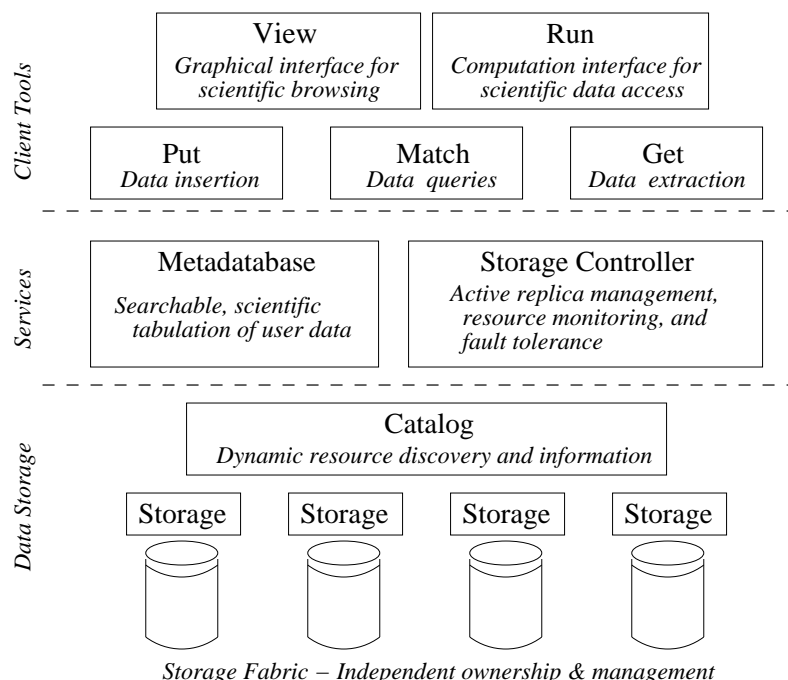 Client Tools
View
Graphical interface for
scientific browsing
Run
Computation interface for
scientific data access
Put
Data insertion
Match
Data queries
Get
Data extraction
Services
Metadatabase
Searchable, scientific
tabulation of user data
Storage Controller
Active replica management,
resource monitoring, and
fault tolerance
Data Storage
Catalog
Dynamic resource discovery and information
Storage
Storage
Storage
Storage
Storage Fabric – Independent ownership & management